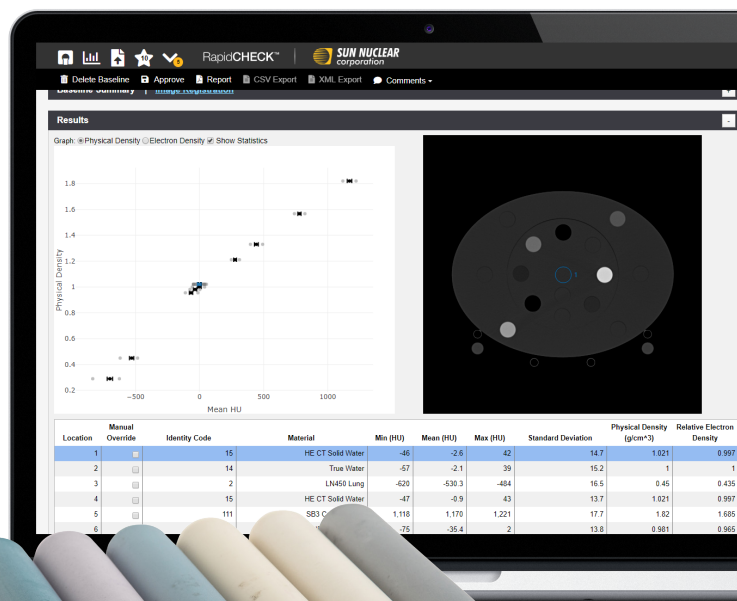 10
5
RapidCHECK™
SUN NUCLEAR
corporation
Delete Baseline
Approve
Report
CSV Export
XML Export
Comments
Baseline Summary | Image Registration
Results
-
Graph: Physical Density Electron Density Show Statistics
1.8
1.6
1.4
1.2
1
0.8
0.6
0.4
0.2
Physical Density
−500 0 500 1000
Mean HU
1
Location Manual Override Identity Code Material Min (HU) Mean (HU) Max (HU) Standard Deviation Physical Density (g/cm^3) Relative Electron Density
1 15 HE CT Solid Water -46 -2.6 42 14.7 1.021 0.997
2 14 True Water -57 -2.1 39 15.2 1 1
3 2 LN450 Lung -620 -530.3 -484 16.5 0.45 0.435
4 15 HE CT Solid Water -47 -0.9 43 13.7 1.021 0.997
5 111 SB3 1,118 1,170 1,221 17.7 1.82 1.685
6 -75 -35.4 2 13.8 0.981 0.965